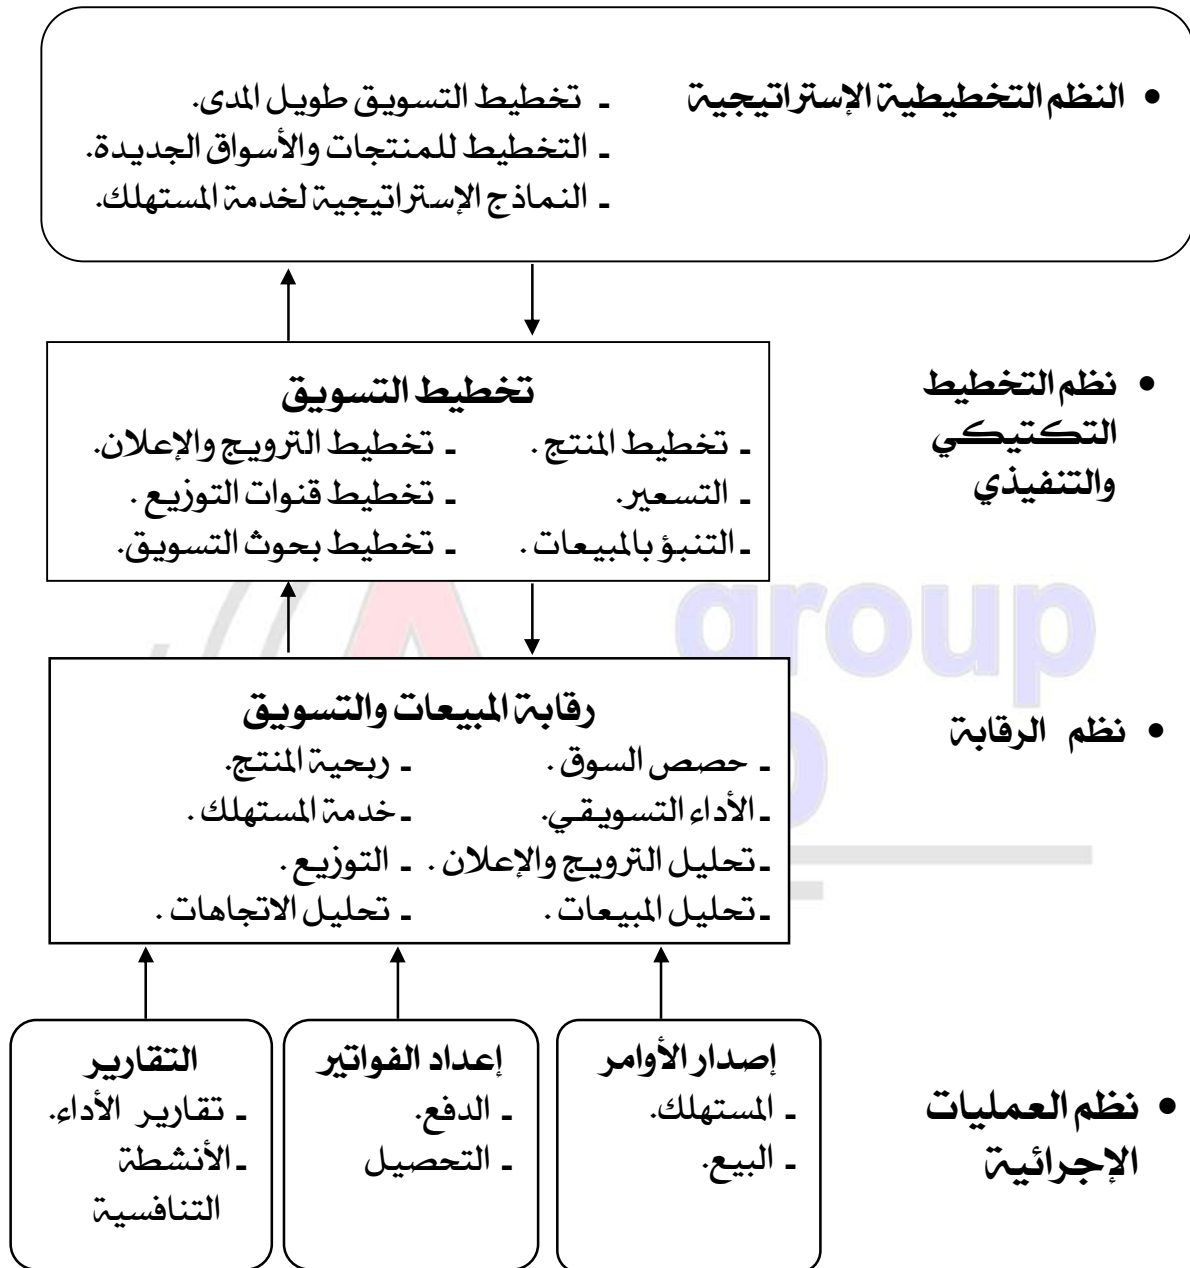 • النظم التخطيطية الإستراتيجية
ـ تخطيط التسويق طويل المدى.
ـ التخطيط للمنتجات والأسواق الجديدة.
ـ النماذج الإستراتيجية لخدمة المستهلك.
• نظم التخطيط
التكتيكي
والتنفيذي
تخطيط التسويق
ـ تخطيط المنتج . ـ تخطيط الترويج والإعلان.
ـ التسعير. ـ تخطيط قنوات التوزيع .
ـ التنبؤ بالمبيعات . ـ تخطيط بحوث التسويق.
group
• نظم الرقابة
رقابة المبيعات والتسويق
ـ حصص السوق . ـ ربحية المنتج.
ـ الأداء التسويقي. ـ خدمة المستهلك .
ـ تحليل الترويج والإعلان . ـ التوزيع .
ـ تحليل المبيعات . ـ تحليل الاتجاهات .
• نظم العمليات
الإجرائية
إصدار الأوامر
ـ المستهلك.
ـ البيع.
إعداد الفواتير
ـ الدفع.
ـ التحصيل
التقارير
ـ تقارير الأداء.
ـ الأنشطة
التنافسية